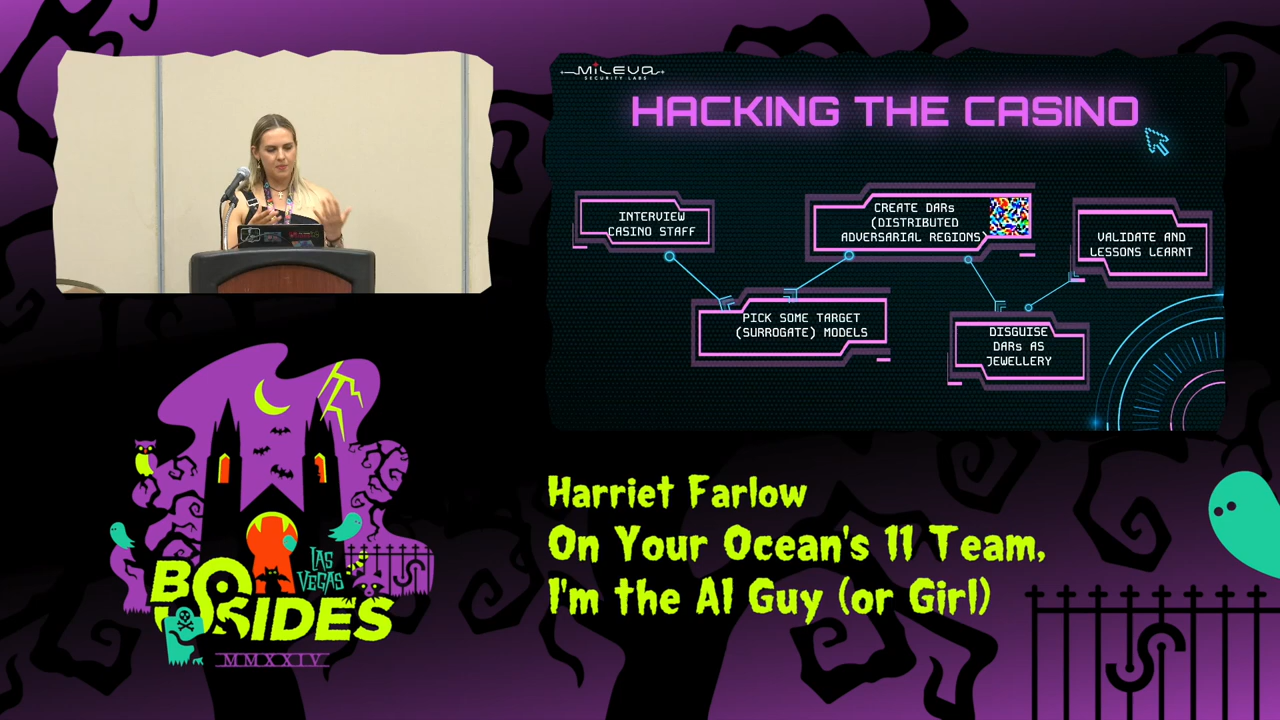 MILEVA
SECURITY LABS
HACKING THE CASINO
INTERVIEW
CASINO STAFF
CREATE DARs
(DISTRIBUTED
ADVERSARIAL REGIONS)
VALIDATE AND
LESSONS LEARNT
PICK SOME TARGET
(SURROGATE) MODELS
DISGUISE
DARs AS
JEWELLERY
Harriet Farlow
On Your Ocean's 11 Team,
I'm the AI Guy (or Girl)
LAS
VEGAS
BSIDES
MMXXIV